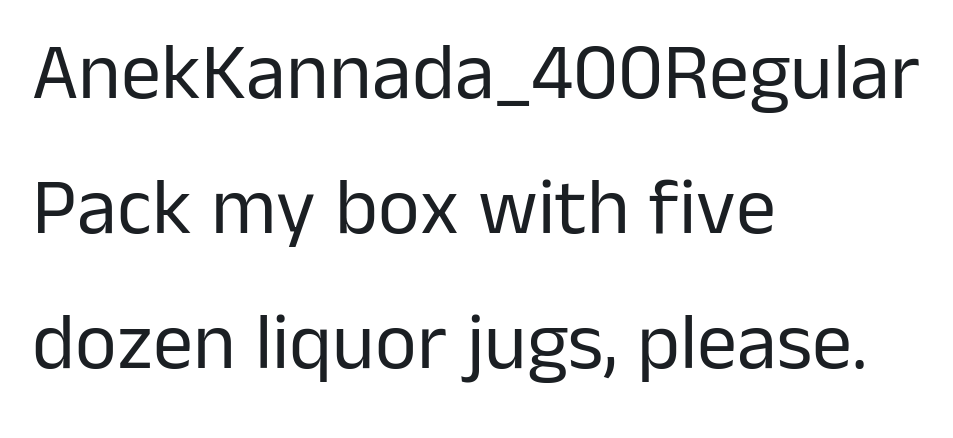 AnekKannada_400Regular
Pack my box with five
dozen liquor jugs, please.